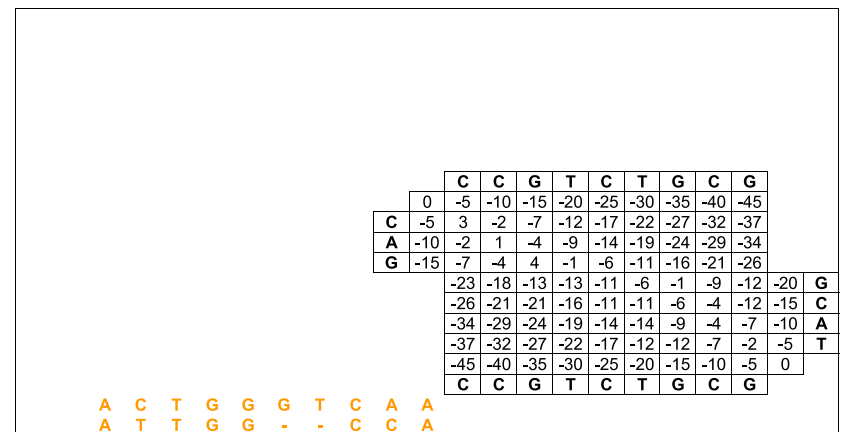 C C G T C T G C G
0 -5 -10 -15 -20 -25 -30 -35 -40 -45
C -5 3 -2 -7 -12 -17 -22 -27 -32 -37
A -10 -2 1 -4 -9 -14 -19 -24 -29 -34
G -15 -7 -4 4 -1 -6 -11 -16 -21 -26
-23 -18 -13 -13 -11 -6 -1 -9 -12 -20 G
-26 -21 -21 -16 -11 -11 -6 -4 -12 -15 C
-34 -29 -24 -19 -14 -14 -9 -4 -7 -10 A
-37 -32 -27 -22 -17 -12 -12 -7 -2 -5 T
-45 -40 -35 -30 -25 -20 -15 -10 -5 0
C C G T C T G C G
A C T G G G T C A A
A T T G G - - C C A